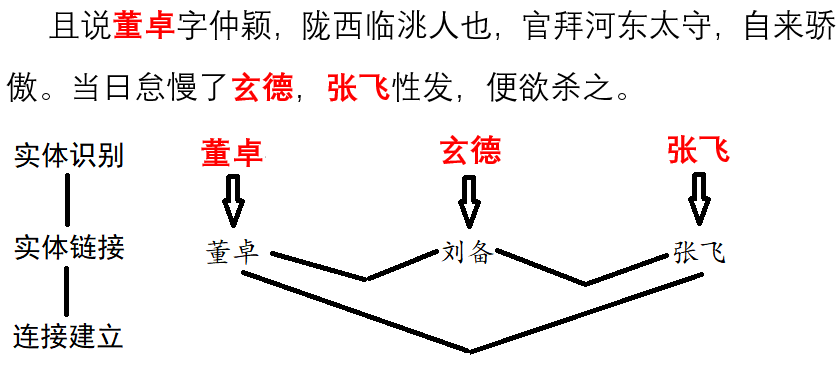 且说董卓字仲颖，陇西临洮人也，官拜河东太守，自来骄
傲。当日怠慢了玄德，张飞性发，便欲杀之。
实体识别 董卓 玄德 张飞
实体链接 董卓 刘备 张飞
连接建立